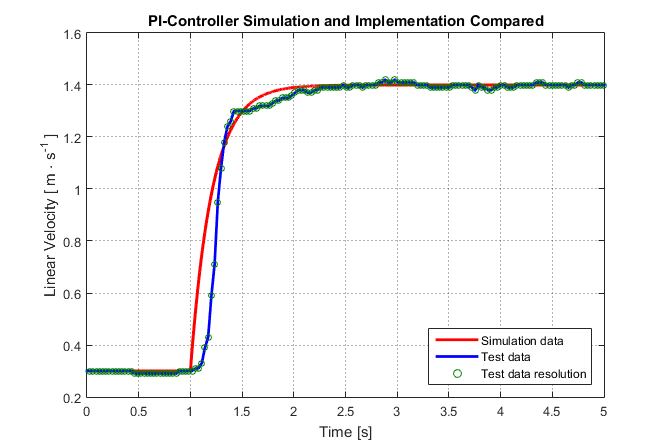 PI-Controller Simulation and Implementation Compared
Linear Velocity [ m · s⁻¹ ]
1.6
1.4
1.2
1
0.8
0.6
0.4
0.2
0 0.5 1 1.5 2 2.5 3 3.5 4 4.5 5
Time [s]
Simulation data
Test data
Test data resolution